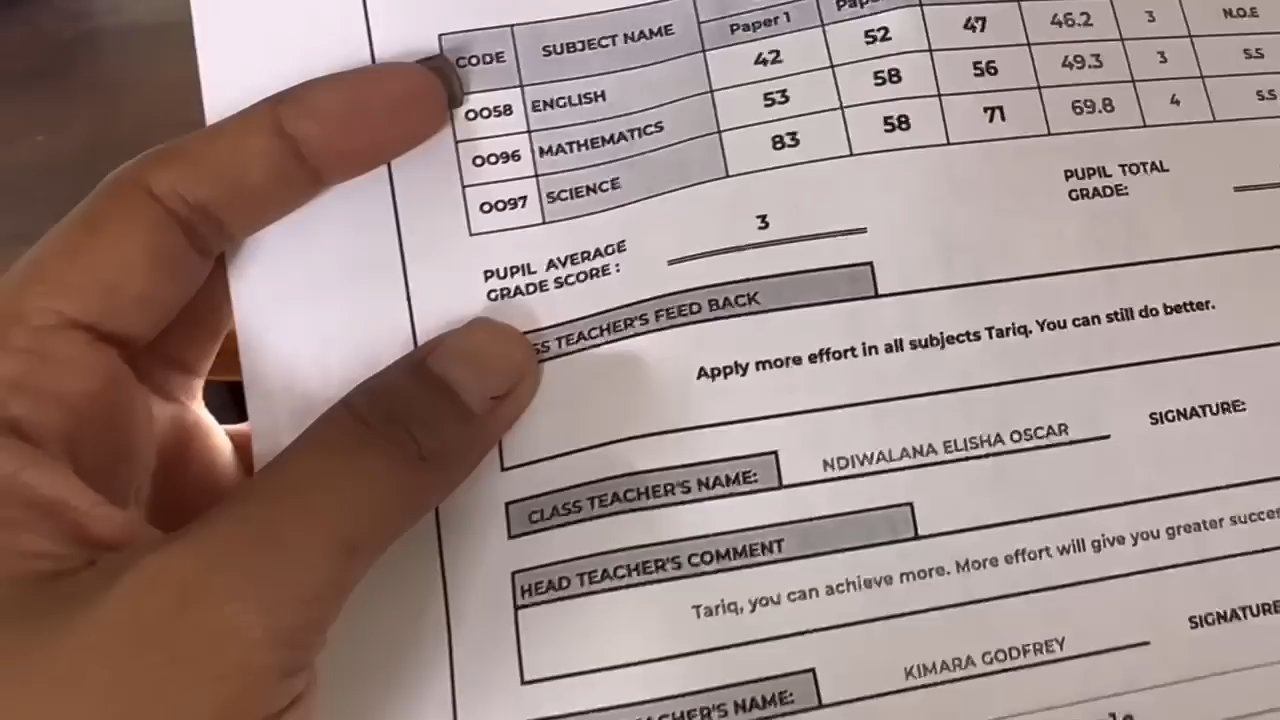 CODE SUBJECT NAME Paper 1
0058 ENGLISH 42 52 47 46.2 3 N.O.E
0096 MATHEMATICS 53 58 56 49.3 3 S.S
0097 SCIENCE 83 58 71 69.8 4 S.S
PUPIL AVERAGE GRADE SCORE: 3
PUPIL TOTAL GRADE:
TEACHER'S FEED BACK
Apply more effort in all subjects Tariq. You can still do better.
CLASS TEACHER'S NAME: NDIWALANA ELISHA OSCAR SIGNATURE:
HEAD TEACHER'S COMMENT
Tariq, you can achieve more. More effort will give you greater
NAME: KIMARA GODFREY SIGNATURE